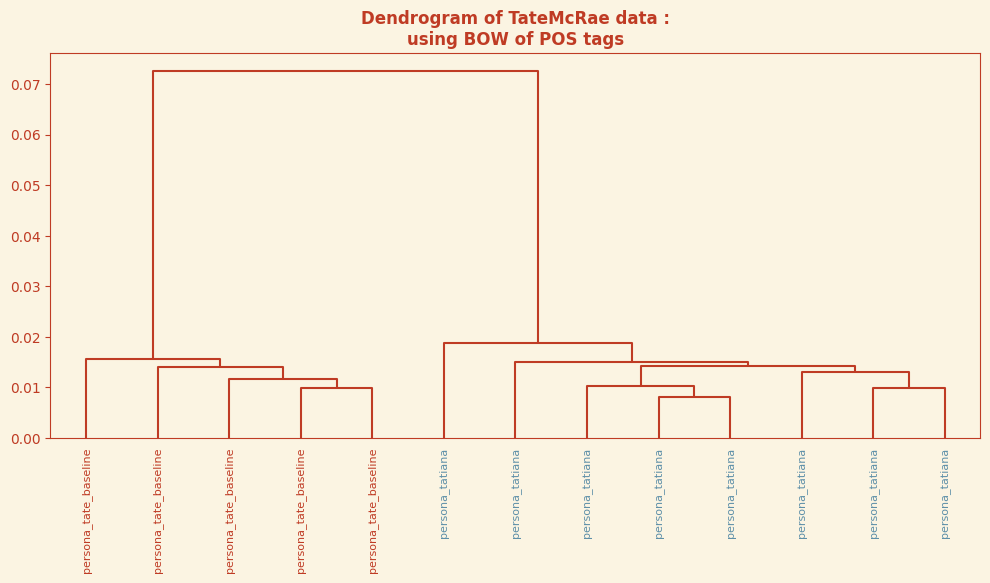 Dendrogram of TateMcRae data :
using BOW of POS tags
0.07
0.06
0.05
0.04
0.03
0.02
0.01
0.00
persona_tate_baseline
persona_tate_baseline
persona_tate_baseline
persona_tate_baseline
persona_tate_baseline
persona_tatiana
persona_tatiana
persona_tatiana
persona_tatiana
persona_tatiana
persona_tatiana
persona_tatiana
persona_tatiana